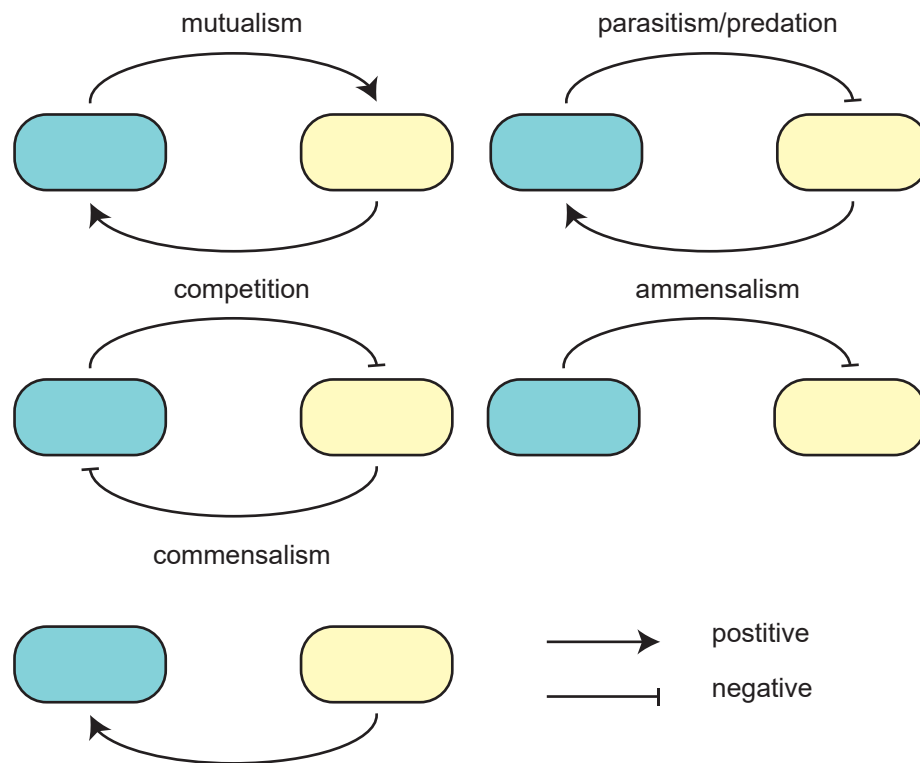 mutualism
parasitism/predation
competition
ammensalism
commensalism
postitive
negative